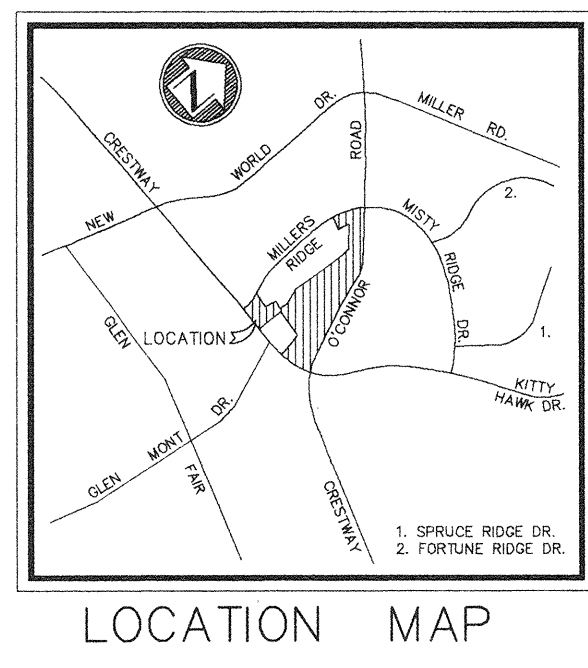 CRESTWAY
NEW WORLD DR.
MILLER RD.
ROAD
MISTY RIDGE DR.
2.
MILLERS
RIDGE
O'CONNOR
LOCATION
1.
GLEN FAIR
GLEN MONT DR.
KITTY
HAWK DR.
CRESTWAY
1. SPRUCE RIDGE DR.
2. FORTUNE RIDGE DR.
LOCATION MAP